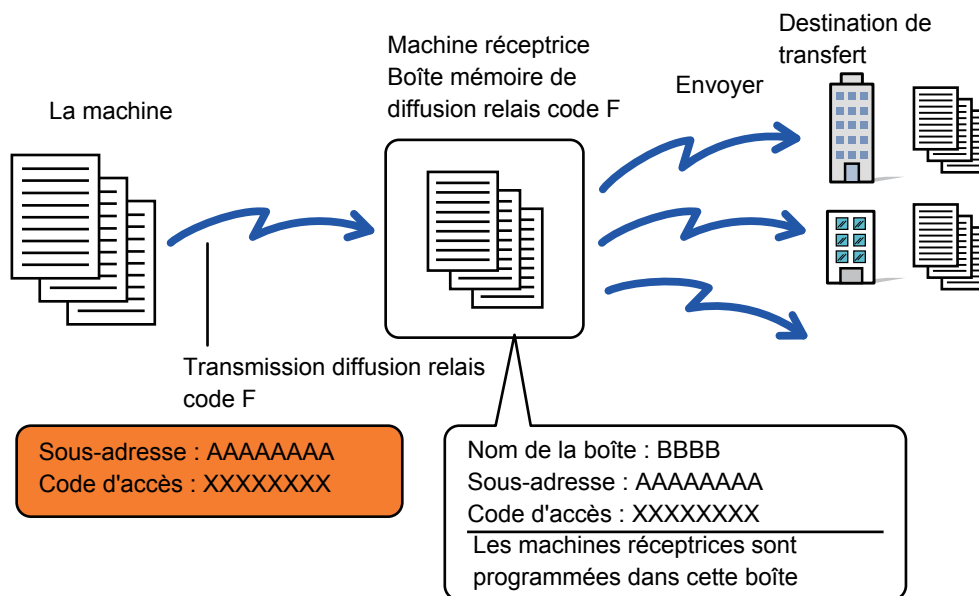 La machine
Machine réceptrice
Boîte mémoire de
diffusion relais code F
Envoyer
Destination de
transfert
Transmission diffusion relais
code F
Sous-adresse : AAAAAAAA
Code d'accès : XXXXXXXX
Nom de la boîte : BBBB
Sous-adresse : AAAAAAAA
Code d'accès : XXXXXXXX
Les machines réceptrices sont
programmées dans cette boîte